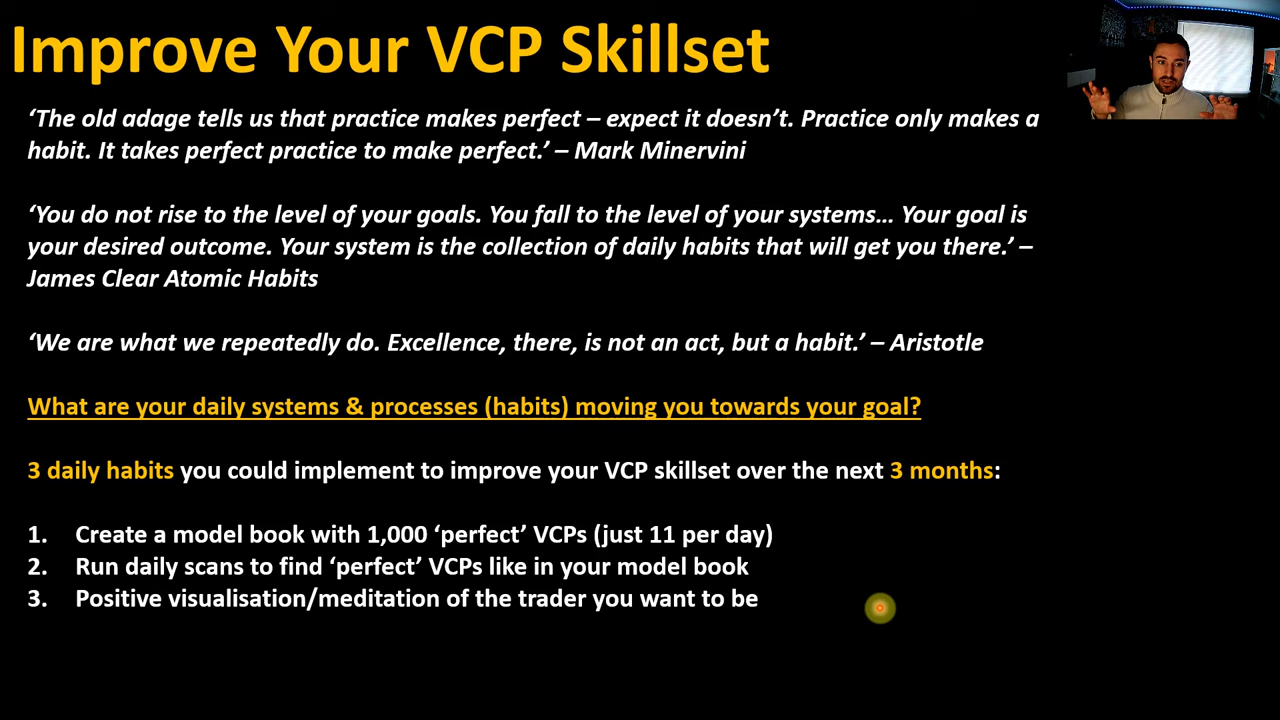 Improve Your VCP Skillset
‘The old adage tells us that practice makes perfect – expect it doesn’t. Practice only makes a
habit. It takes perfect practice to make perfect.’ – Mark Minervini
‘You do not rise to the level of your goals. You fall to the level of your systems… Your goal is
your desired outcome. Your system is the collection of daily habits that will get you there.’ –
James Clear Atomic Habits
‘We are what we repeatedly do. Excellence, there, is not an act, but a habit.’ – Aristotle
What are your daily systems & processes (habits) moving you towards your goal?
3 daily habits you could implement to improve your VCP skillset over the next 3 months:
1. Create a model book with 1,000 ‘perfect’ VCPs (just 11 per day)
2. Run daily scans to find ‘perfect’ VCPs like in your model book
3. Positive visualisation/meditation of the trader you want to be